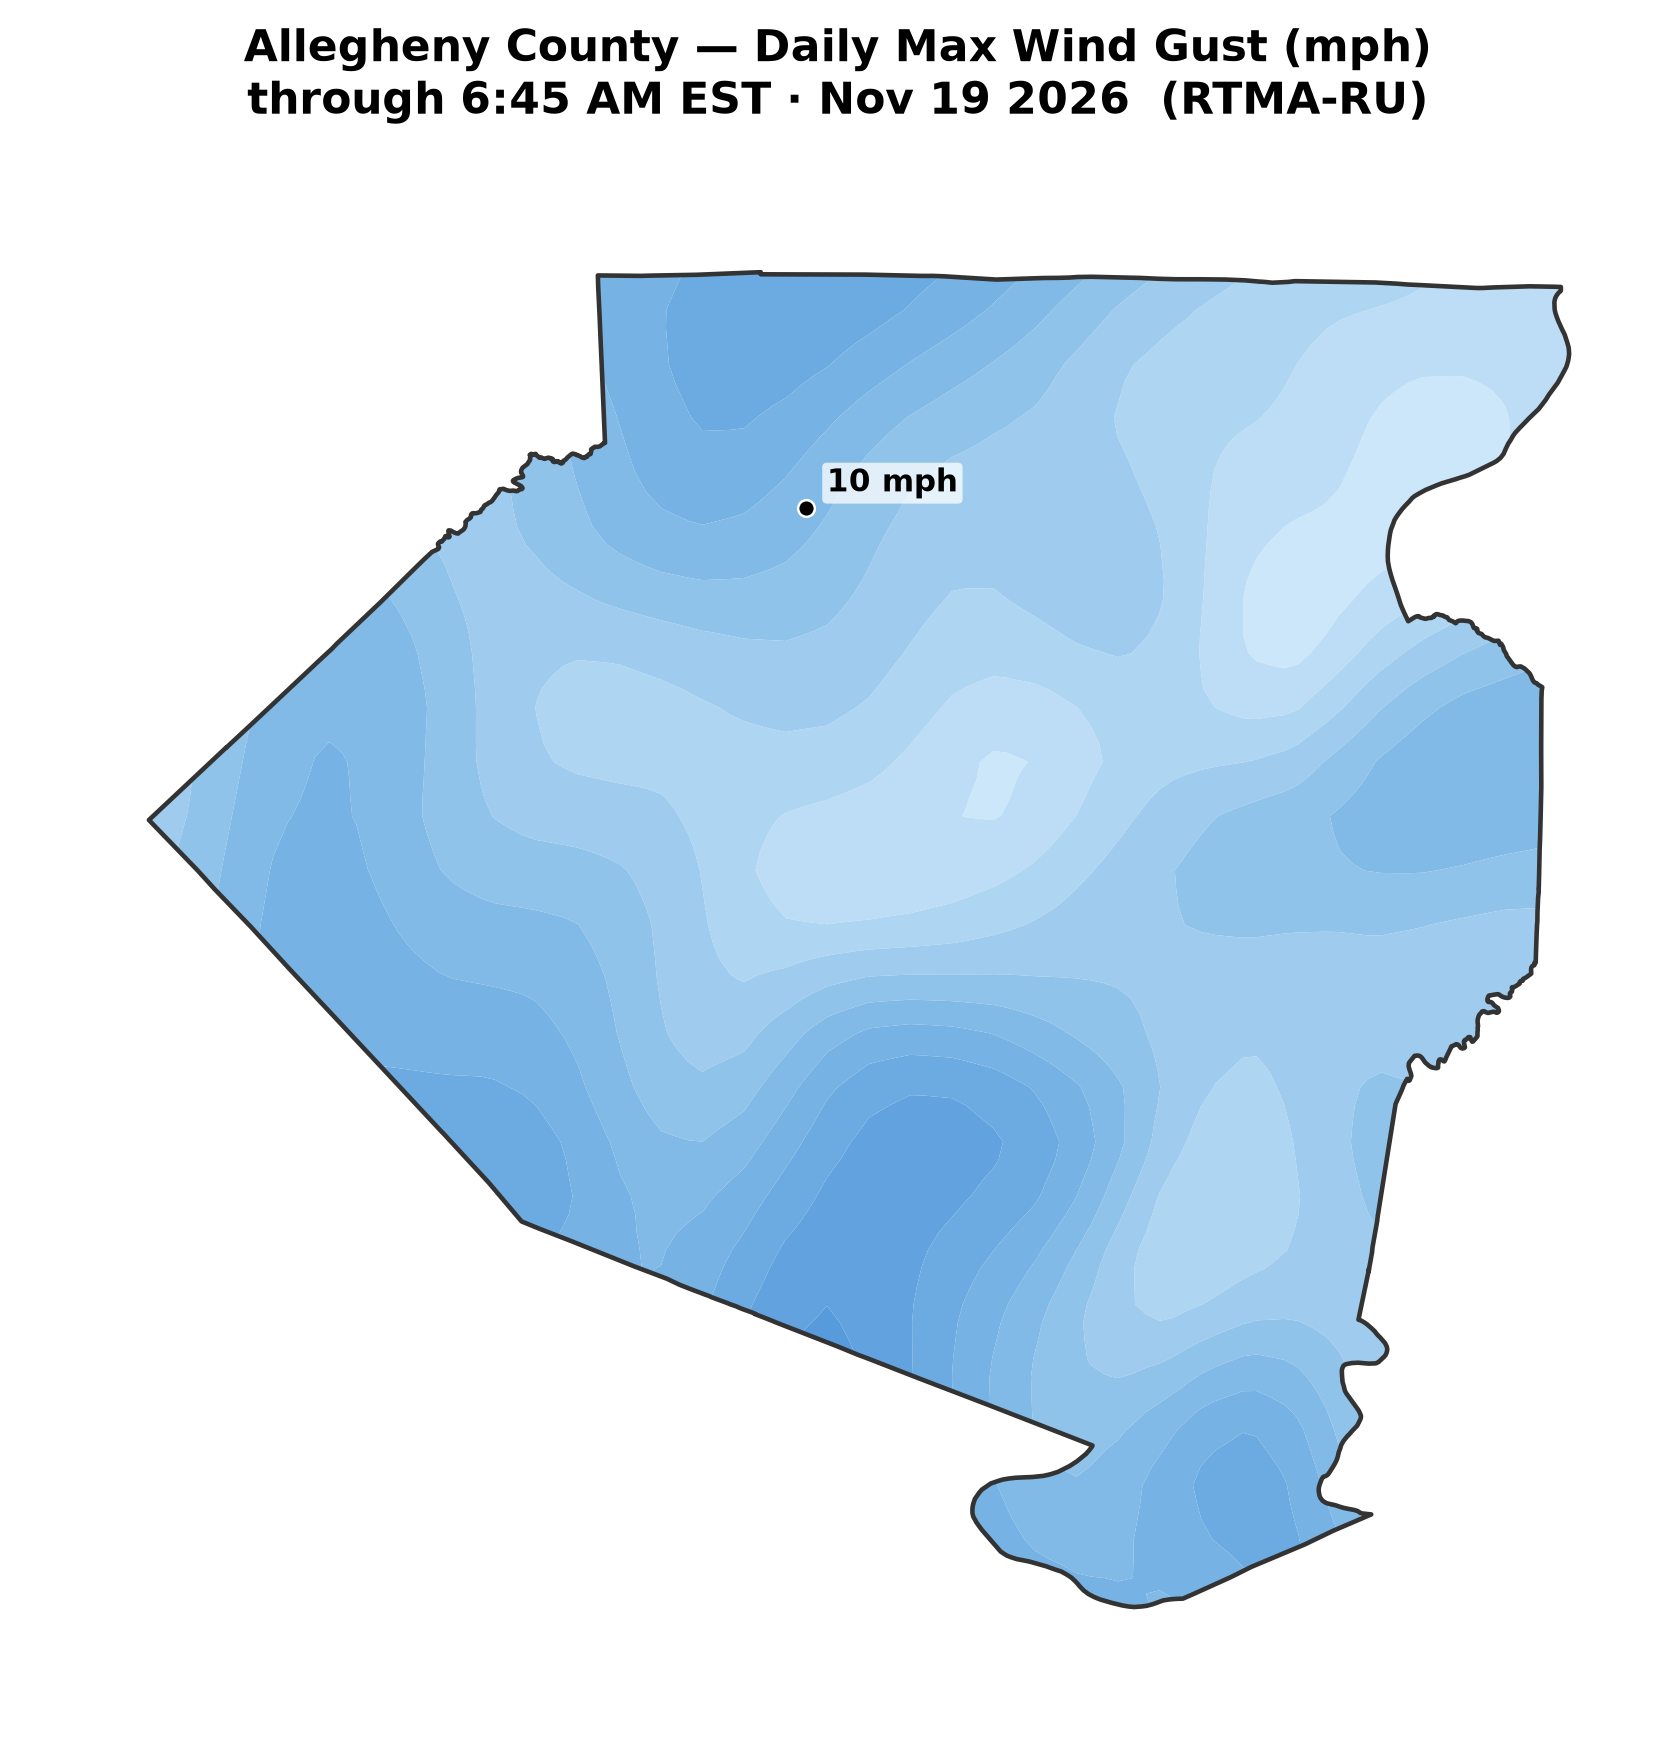 Allegheny County — Daily Max Wind Gust (mph)
through 6:45 AM EST · Nov 19 2026 (RTMA-RU)
10 mph